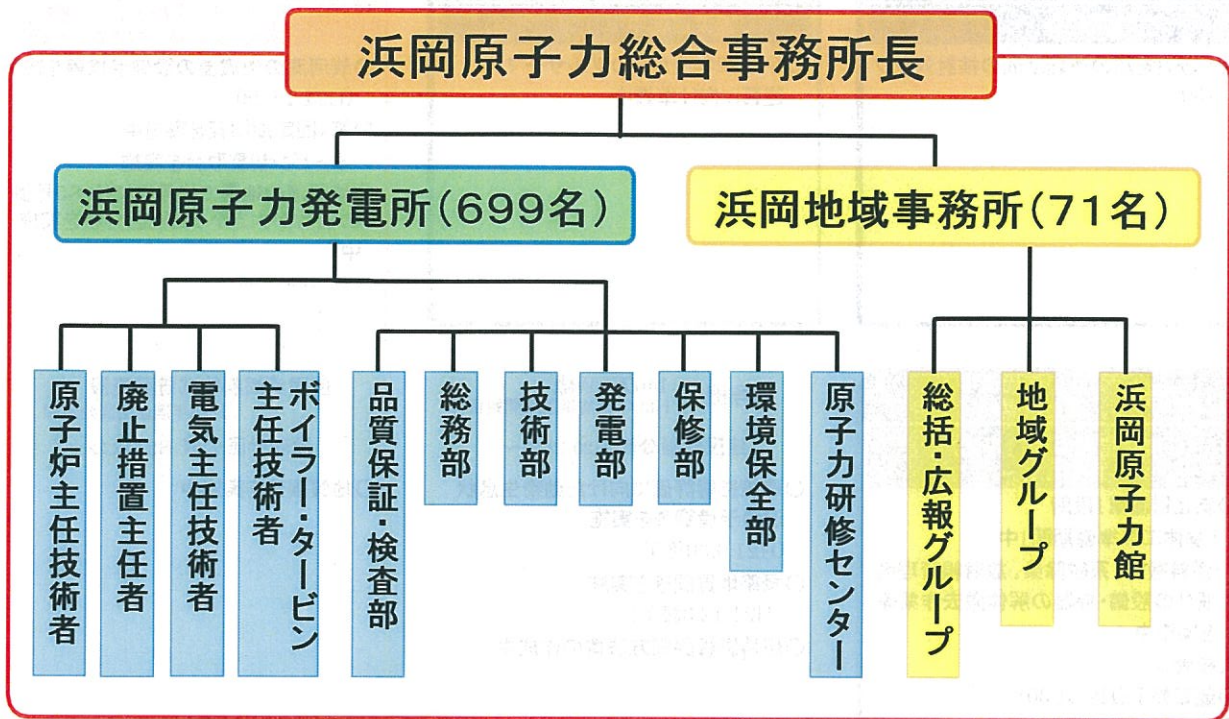 浜岡原子力総合事務所長
浜岡原子力発電所(699名)
浜岡地域事務所(71名)
原子炉主任技術者
廃止措置主任者
電気主任技術者
ボイラー・タービン
主任技術者
品質保証・検査部
総務部
技術部
発電部
保修部
環境保全部
原子力研修センター
総括・広報グループ
地域グループ
浜岡原子力館